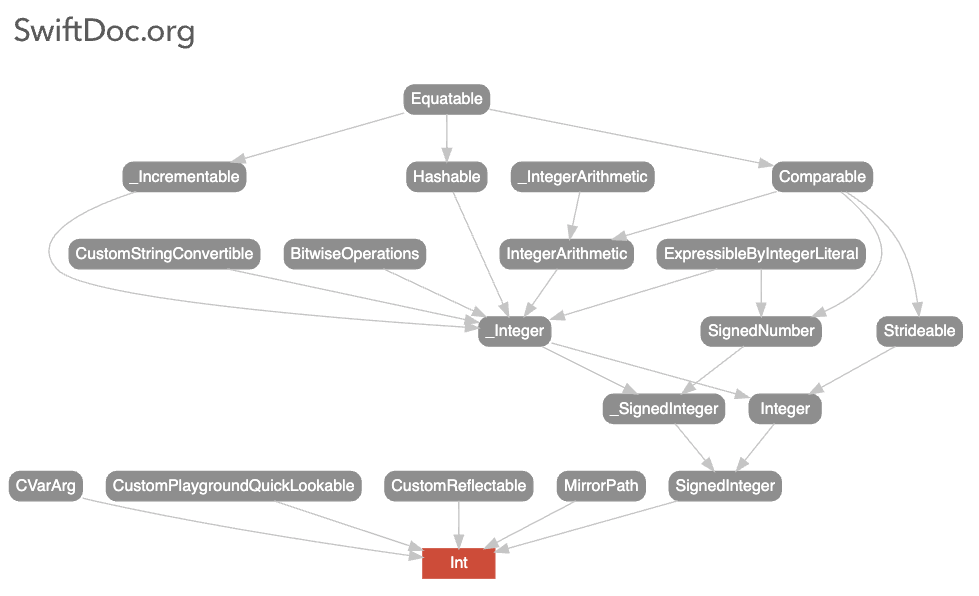 SwiftDoc.org
Equatable
_Incrementable
Hashable
_IntegerArithmetic
Comparable
CustomStringConvertible
BitwiseOperations
IntegerArithmetic
ExpressibleByIntegerLiteral
_Integer
SignedNumber
Strideable
_SignedInteger
Integer
CVarArg
CustomPlaygroundQuickLookable
CustomReflectable
MirrorPath
SignedInteger
Int